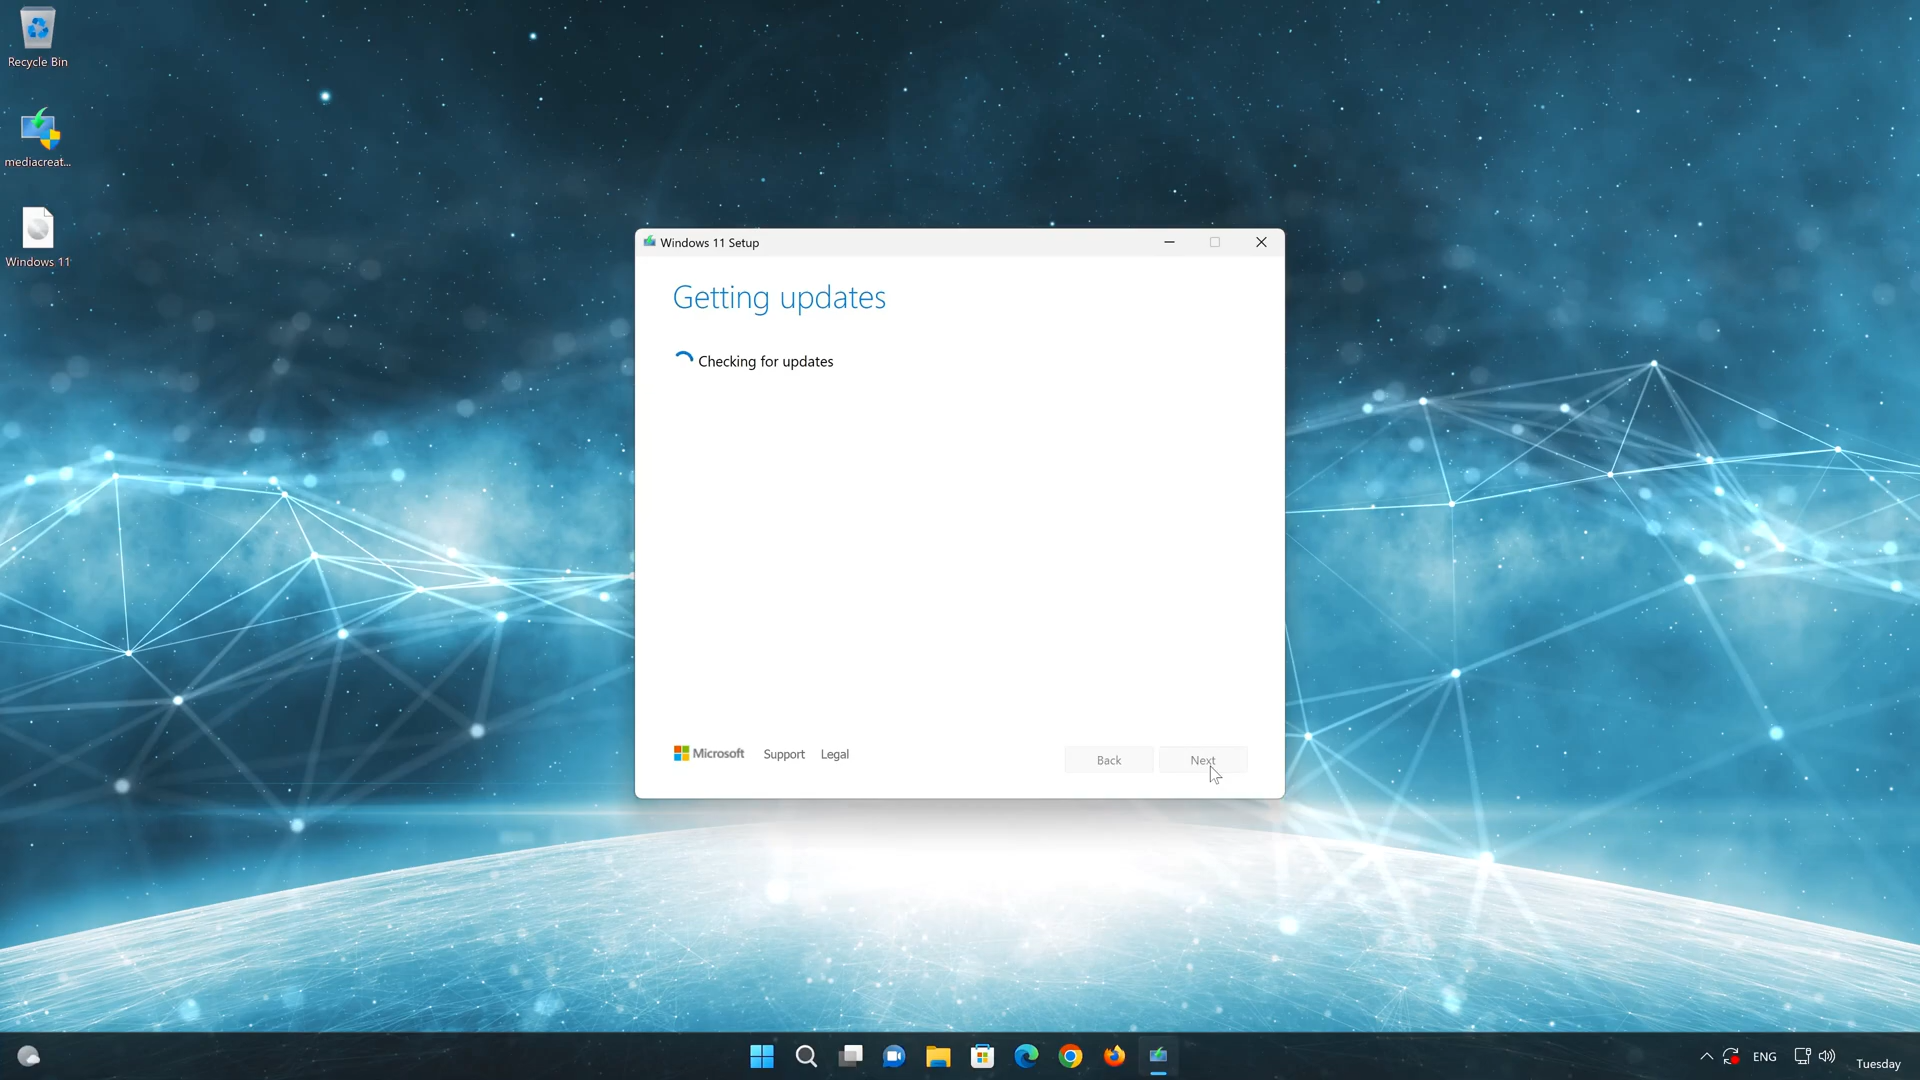 Recycle Bin
mediacreat...
Windows 11
Windows 11 Setup
Getting updates
Checking for updates
Microsoft Support Legal
Back Next
ENG
Tuesday